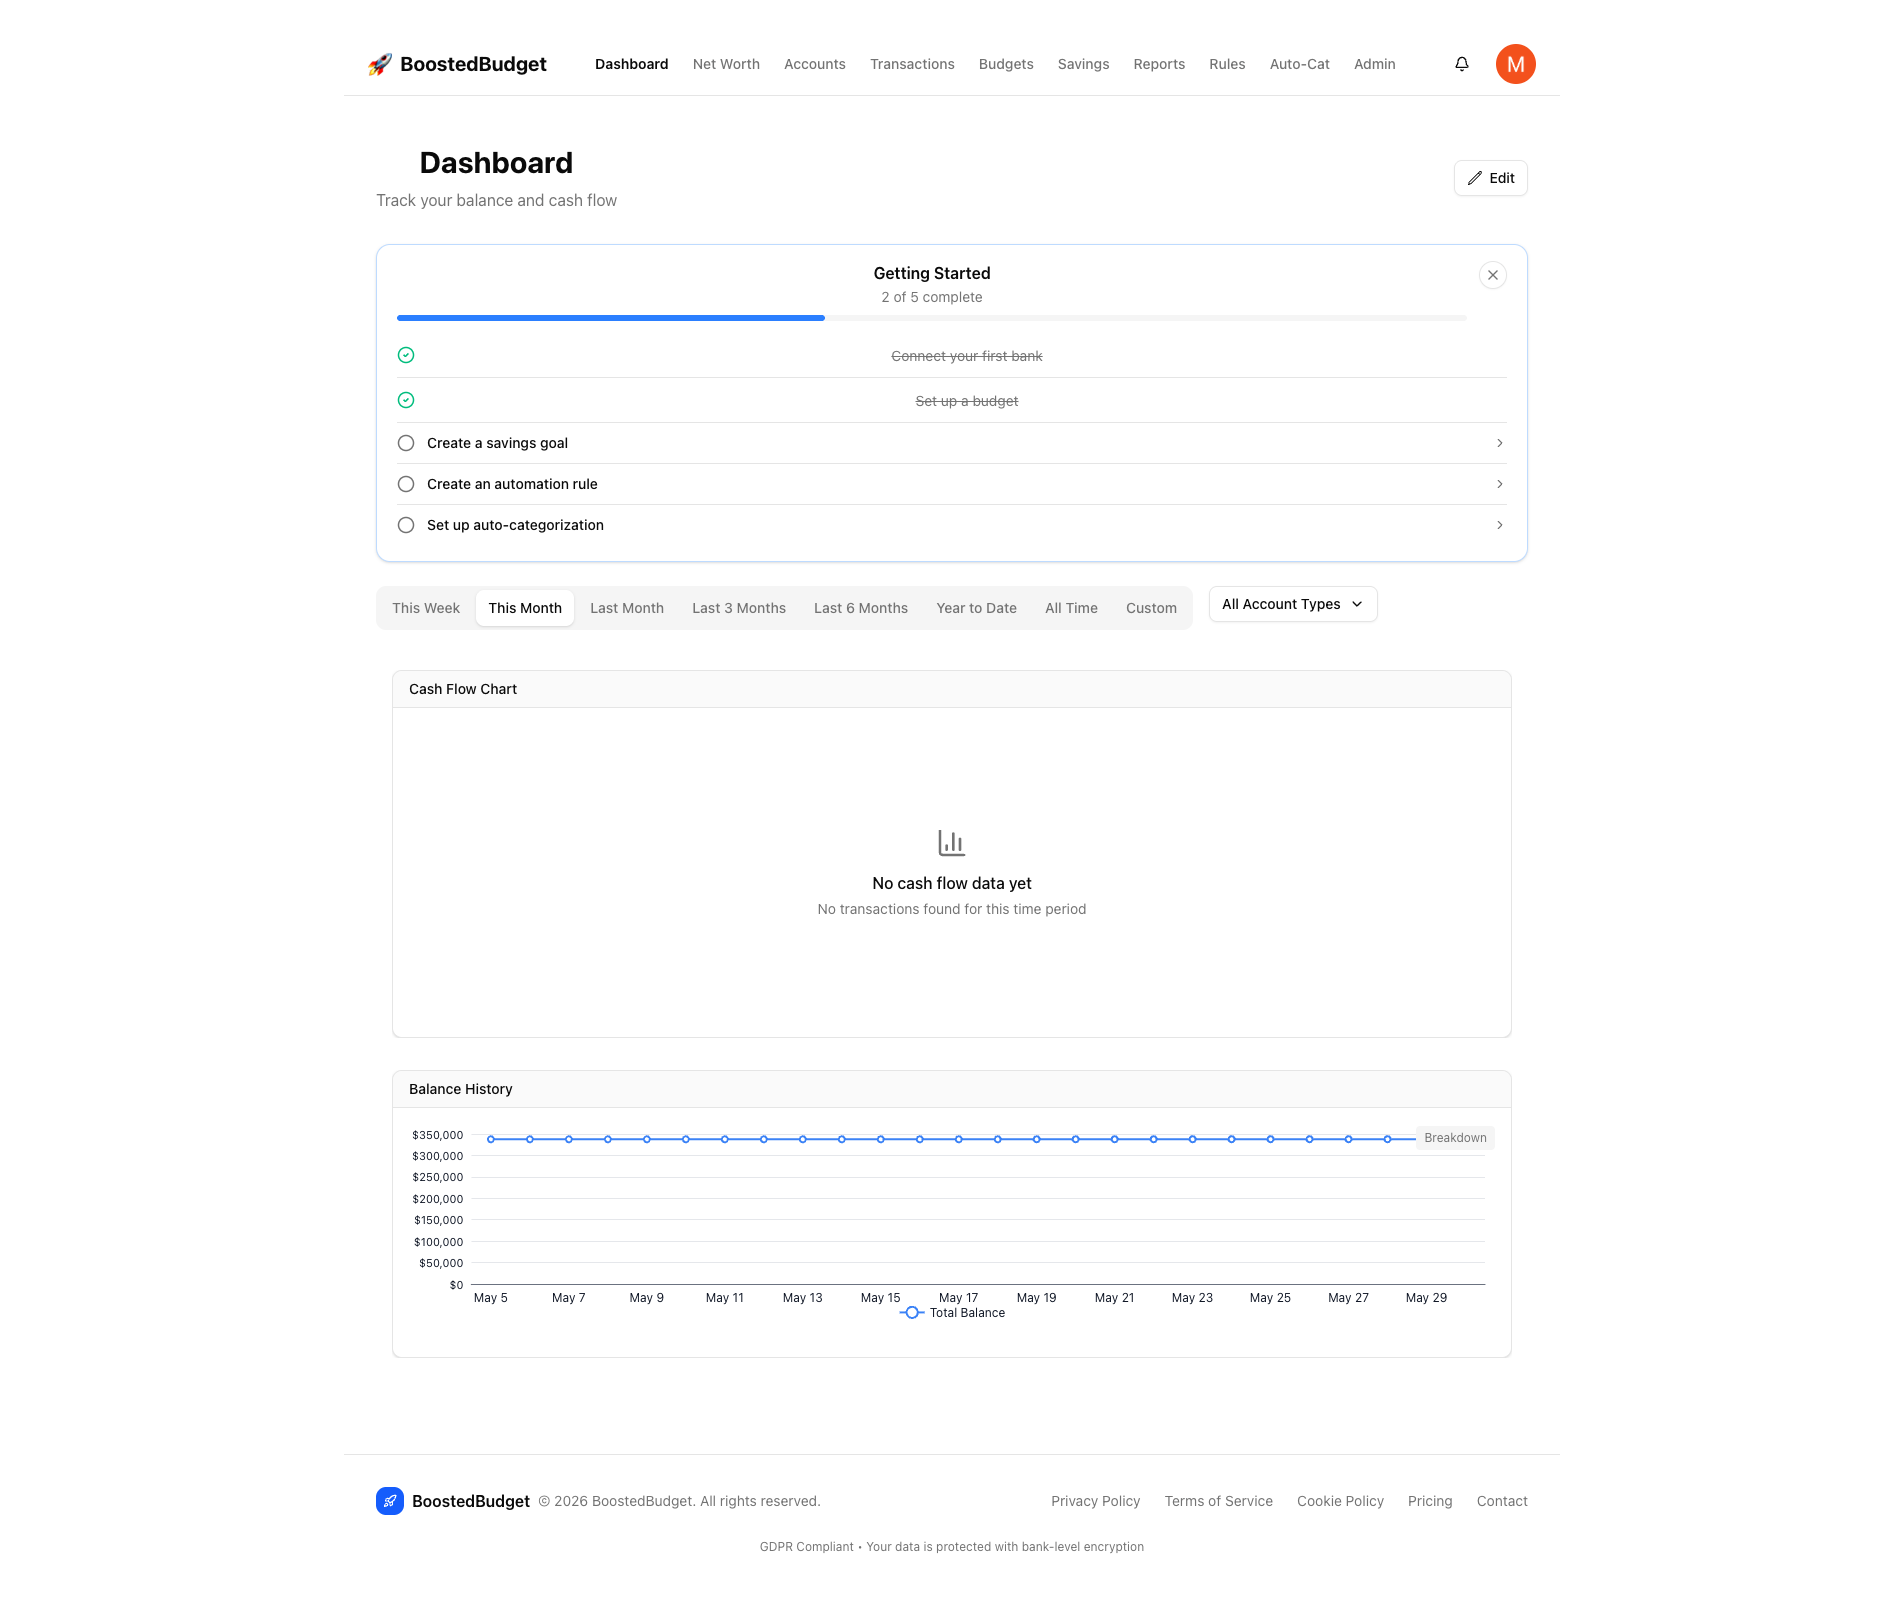 BoostedBudget
Dashboard
Net Worth
Accounts
Transactions
Budgets
Savings
Reports
Rules
Auto-Cat
Admin
M
Dashboard
Track your balance and cash flow
Edit
Getting Started
2 of 5 complete
Connect your first bank
Set up a budget
Create a savings goal
Create an automation rule
Set up auto-categorization
This Week
This Month
Last Month
Last 3 Months
Last 6 Months
Year to Date
All Time
Custom
All Account Types
Cash Flow Chart
No cash flow data yet
No transactions found for this time period
Balance History
$350,000
$300,000
$250,000
$200,000
$150,000
$100,000
$50,000
$0
Breakdown
May 5
May 7
May 9
May 11
May 13
May 15
May 17
May 19
May 21
May 23
May 25
May 27
May 29
Total Balance
BoostedBudget
© 2026 BoostedBudget. All rights reserved.
Privacy Policy
Terms of Service
Cookie Policy
Pricing
Contact
GDPR Compliant • Your data is protected with bank-level encryption